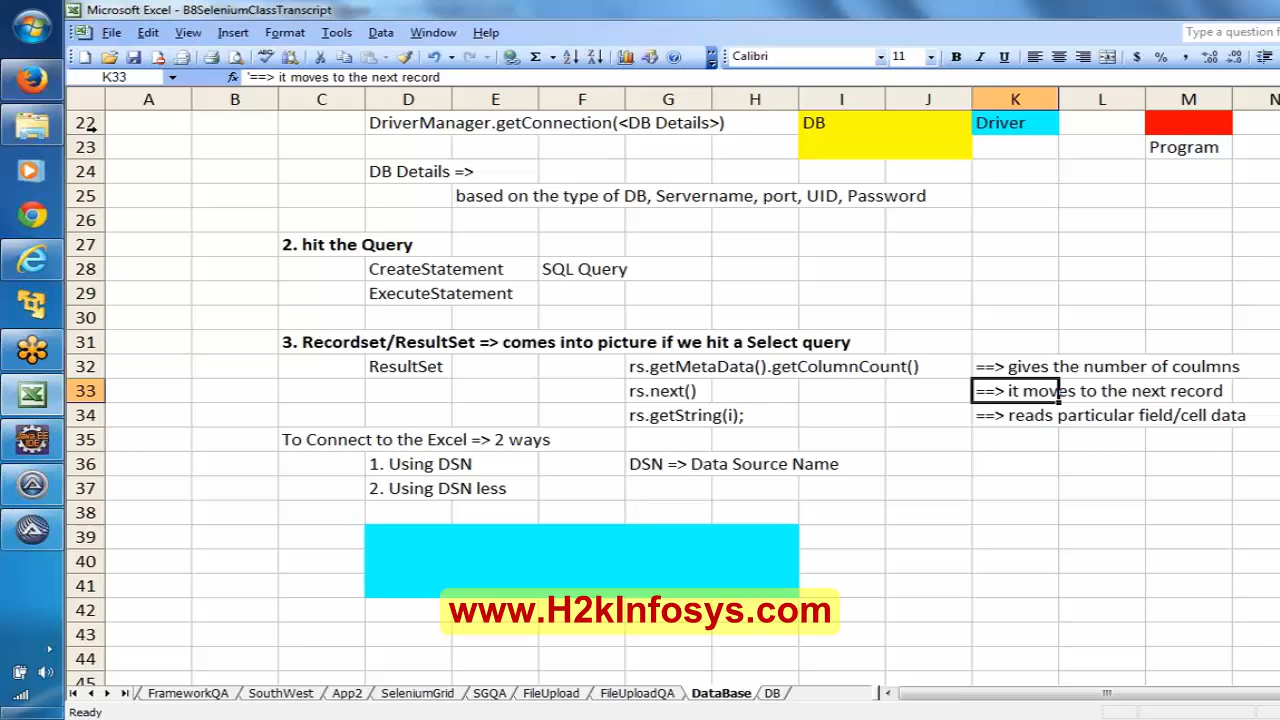 Microsoft Excel - B8SeleniumClassTranscript
File Edit View Insert Format Tools Data Window Help
Type a question f
Calibri 11 B I U
K33 fx '==> it moves to the next record
A B C D E F G H I J K L M N
22 DriverManager.getConnection(<DB Details>) DB Driver
23 Program
24 DB Details =>
25 based on the type of DB, Servername, port, UID, Password
26
27 2. hit the Query
28 CreateStatement SQL Query
29 ExecuteStatement
30
31 3. Recordset/ResultSet => comes into picture if we hit a Select query
32 ResultSet rs.getMetaData().getColumnCount() ==> gives the number of coulmns
33 rs.next() ==> it moves to the next record
34 rs.getString(i); ==> reads particular field/cell data
35 To Connect to the Excel => 2 ways
36 1. Using DSN DSN => Data Source Name
37 2. Using DSN less
38
39
40
41
42
www.H2kInfosys.com
43
44
45
FrameworkQA SouthWest App2 SeleniumGrid SGQA FileUpload FileUploadQA DataBase DB
Ready